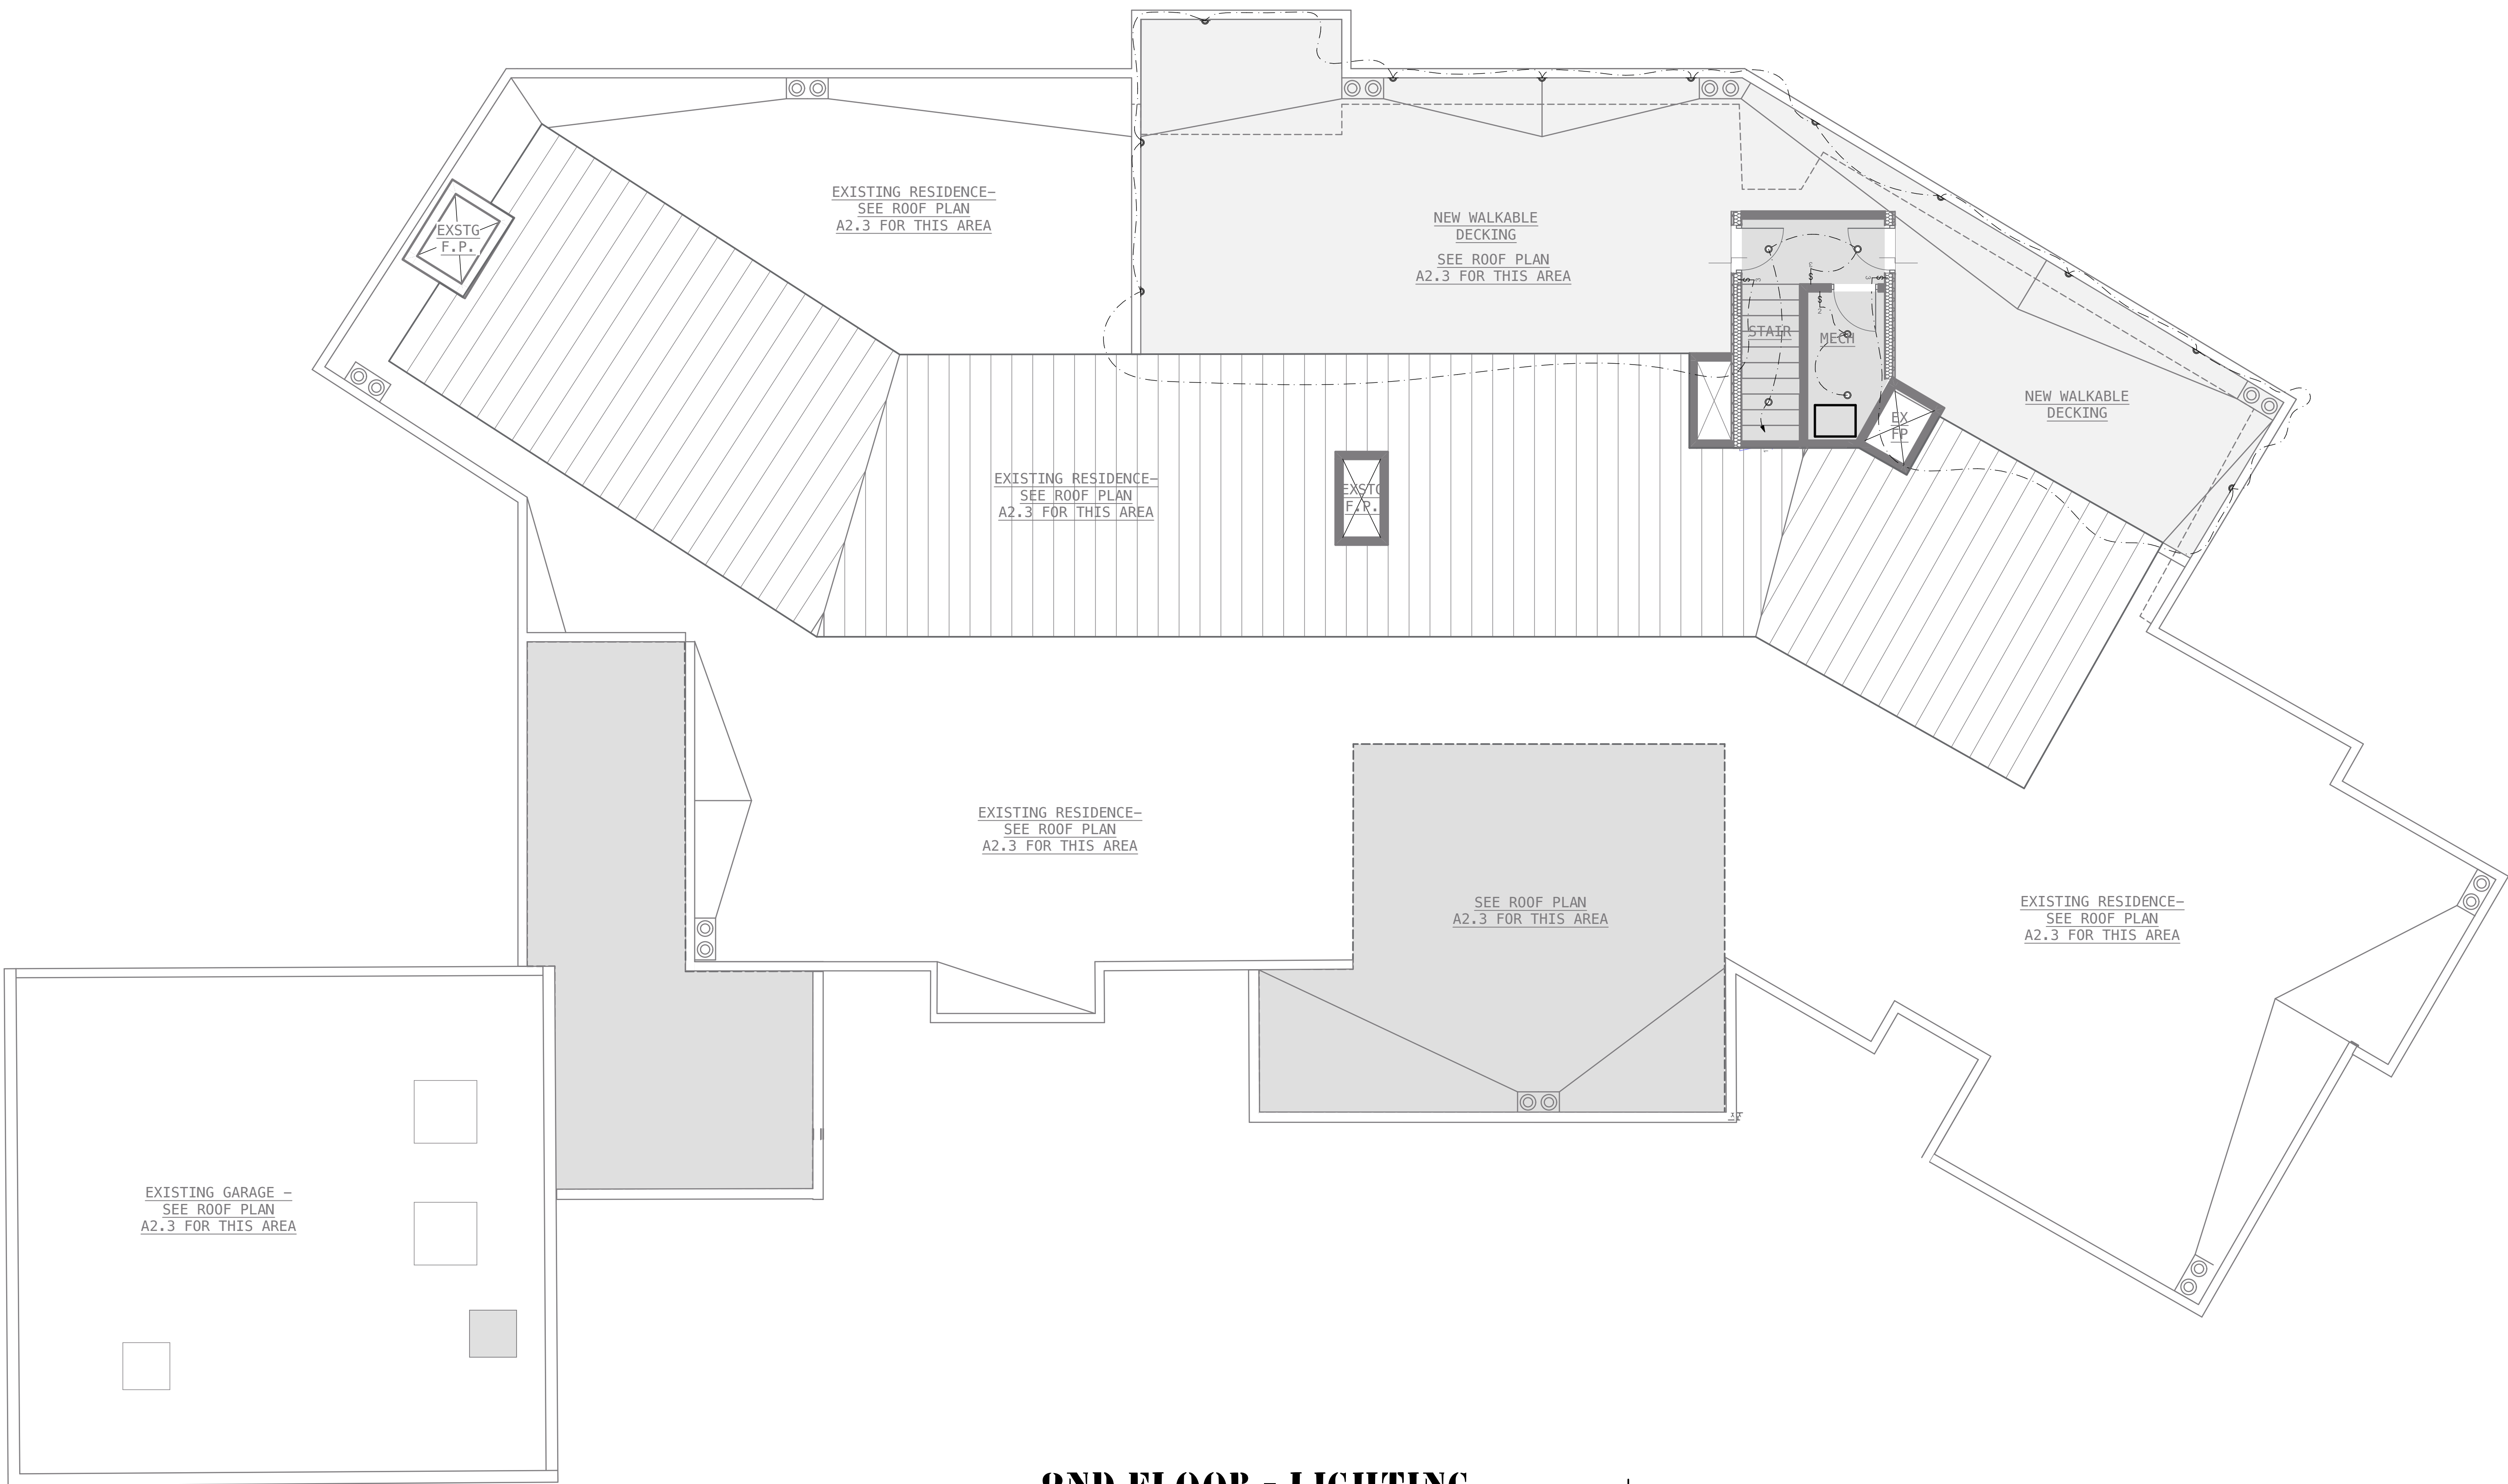 EXISTING RESIDENCE-
SEE ROOF PLAN
A2.3 FOR THIS AREA
NEW WALKABLE
DECKING
SEE ROOF PLAN
A2.3 FOR THIS AREA
EXSTG
F.P.
STAIR
MECH
NEW WALKABLE
DECKING
EX
FP
EXISTING RESIDENCE-
SEE ROOF PLAN
A2.3 FOR THIS AREA
EXSTG
F.P.
EXISTING RESIDENCE-
SEE ROOF PLAN
A2.3 FOR THIS AREA
SEE ROOF PLAN
A2.3 FOR THIS AREA
EXISTING RESIDENCE-
SEE ROOF PLAN
A2.3 FOR THIS AREA
EXISTING GARAGE -
SEE ROOF PLAN
A2.3 FOR THIS AREA
2ND FLOOR - LIGHTING